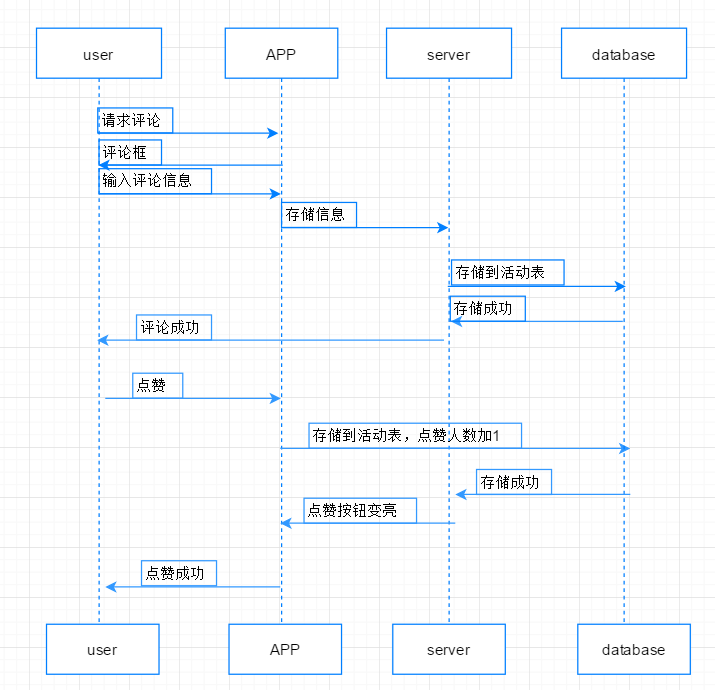 user
APP
server
database
请求评论
评论框
输入评论信息
存储信息
存储到活动表
存储成功
评论成功
点赞
存储到活动表，点赞人数加1
存储成功
点赞按钮变亮
点赞成功
user
APP
server
database